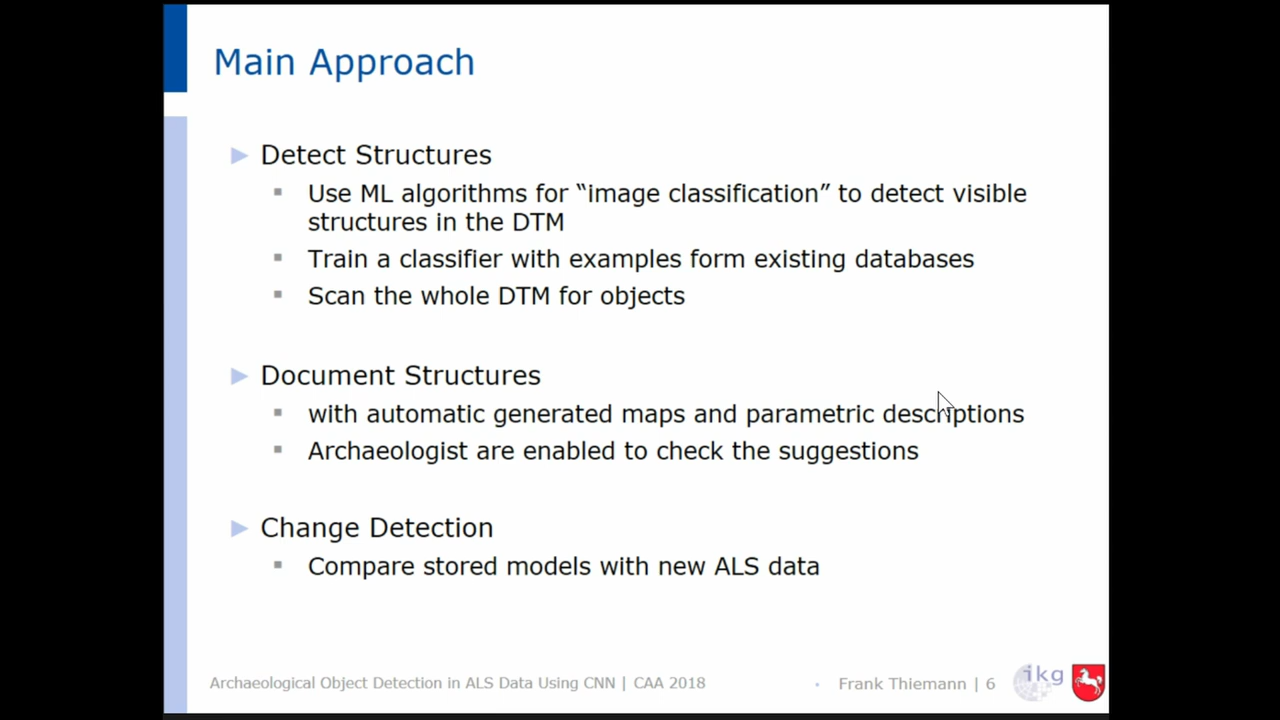 Main Approach
Detect Structures
Use ML algorithms for “image classification” to detect visible
structures in the DTM
Train a classifier with examples form existing databases
Scan the whole DTM for objects
Document Structures
with automatic generated maps and parametric descriptions
Archaeologist are enabled to check the suggestions
Change Detection
Compare stored models with new ALS data
Archaeological Object Detection in ALS Data Using CNN | CAA 2018
Frank Thiemann | 6
ikg